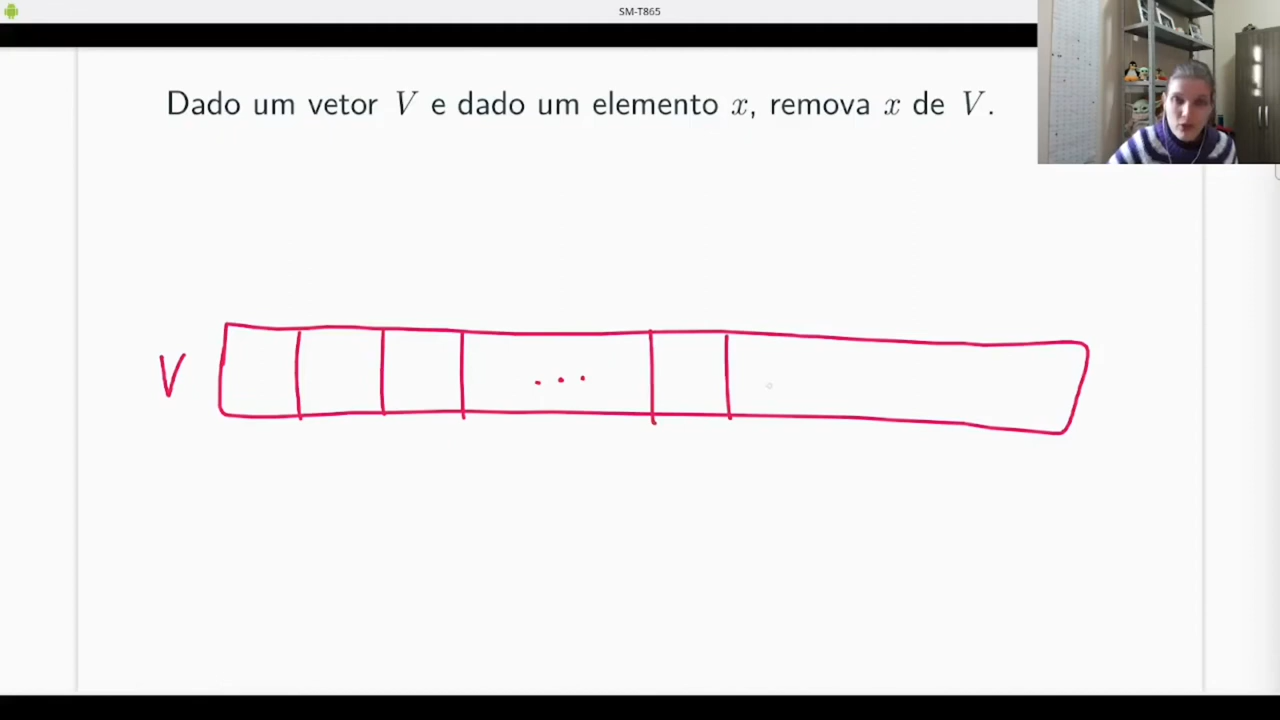 SM-T865
Dado um vetor V e dado um elemento x, remova x de V.
V
...